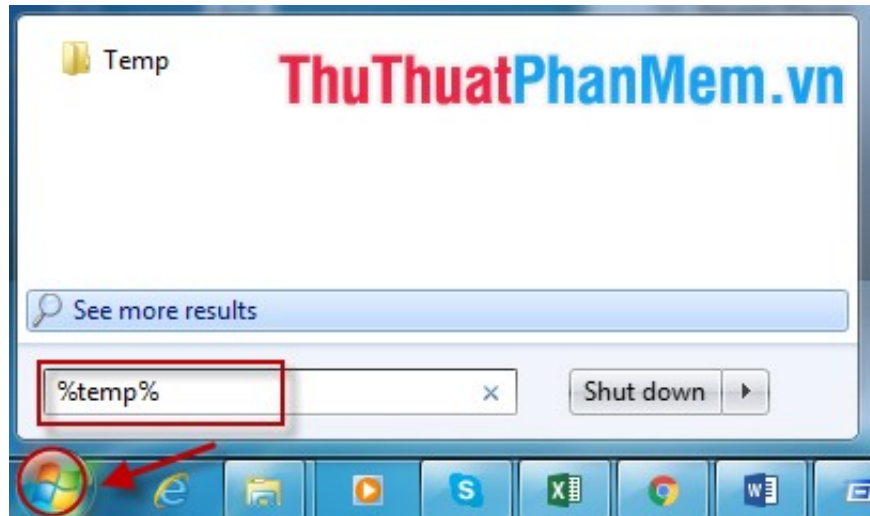 Temp
ThuThuatPhanMem.vn
See more results
%temp%
Shut down